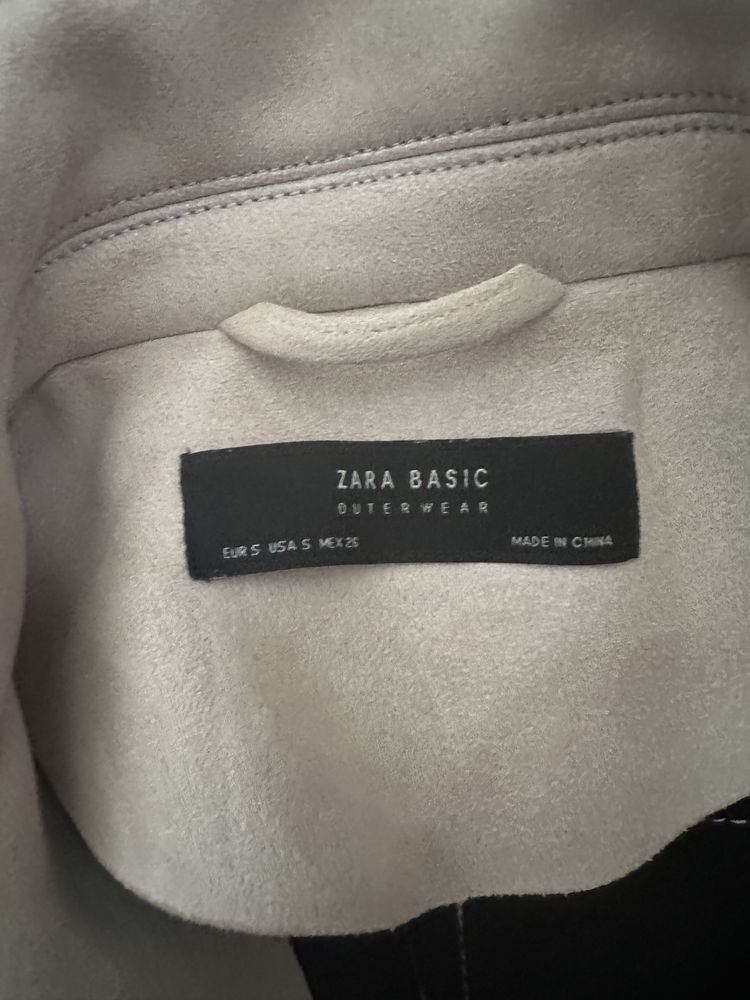 ZARA BASIC
OUTERWEAR
EUR S USA S MEX 26 MADE IN CHINA